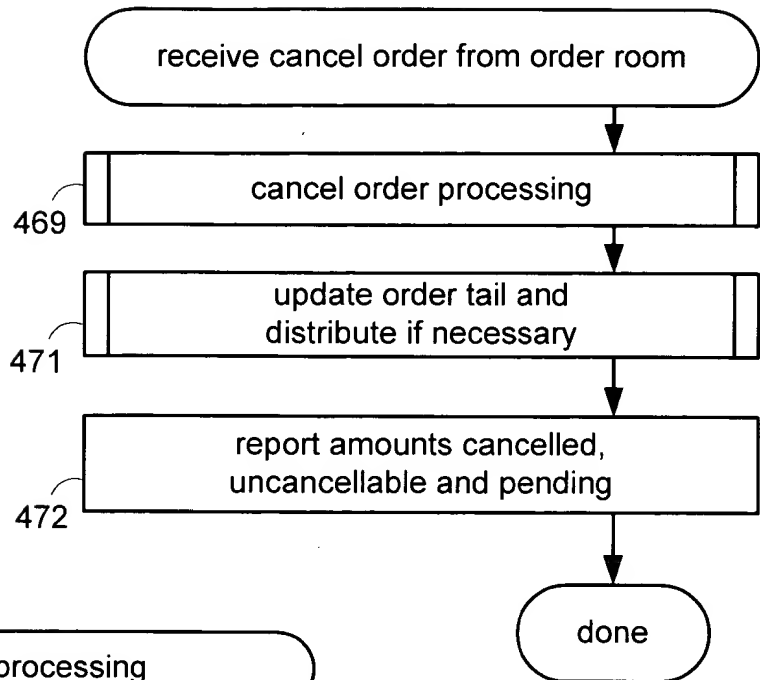 receive cancel order from order room
cancel order processing
469
update order tail and
distribute if necessary
471
report amounts cancelled,
uncancellable and pending
472
done
processing